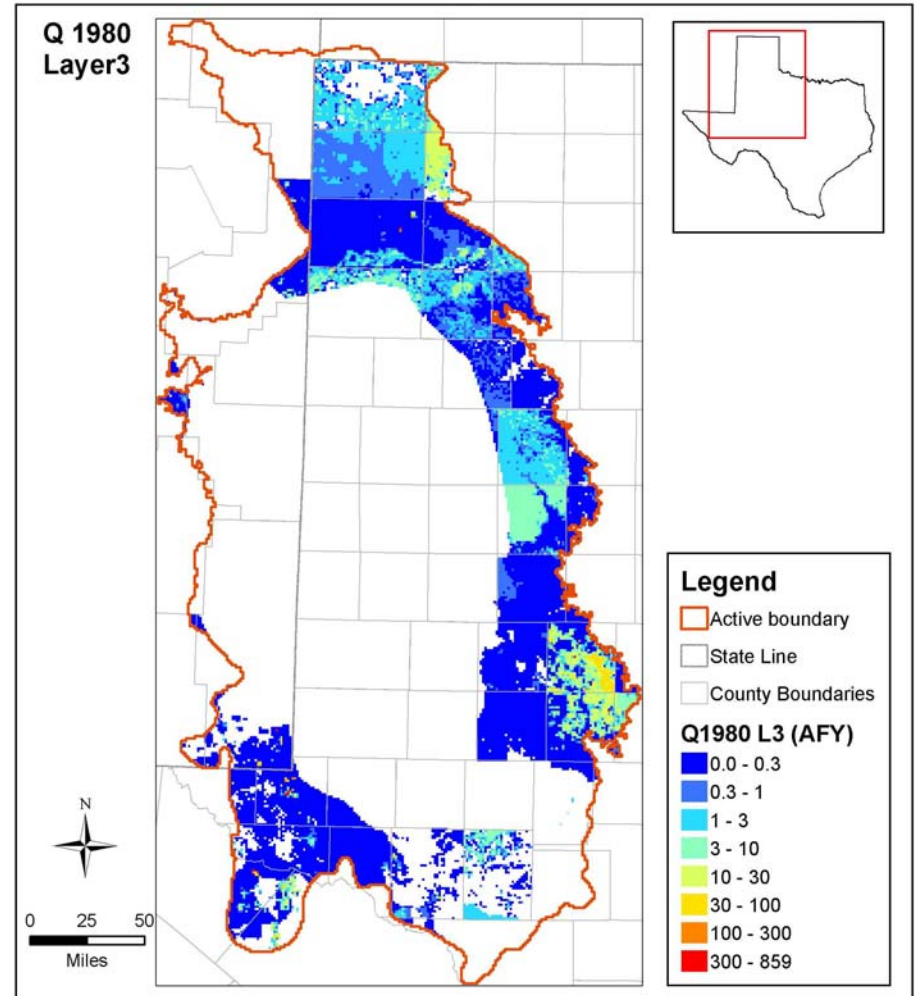 Q 1980
Layer3
Legend
Active boundary
State Line
County Boundaries
Q1980 L3 (AFY)
0.0 - 0.3
0.3 - 1
1 - 3
3 - 10
10 - 30
30 - 100
100 - 300
300 - 859
N
0 25 50
Miles